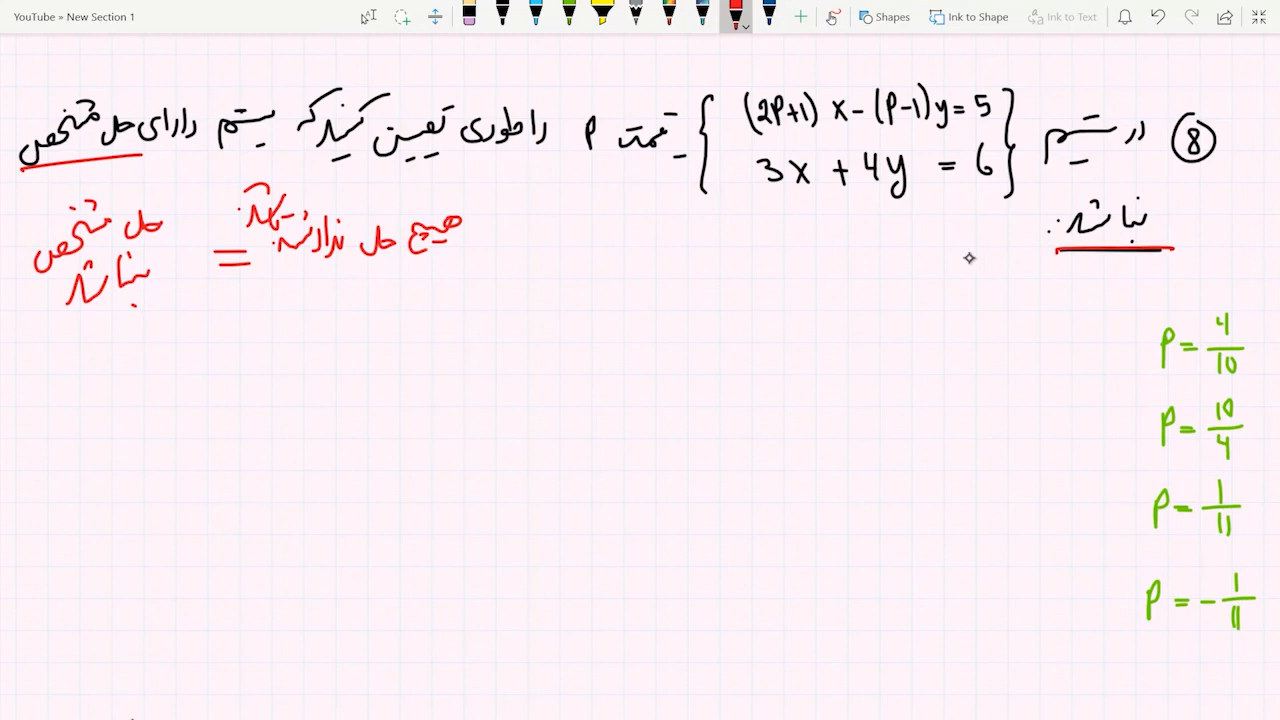 YouTube » New Section 1
Shapes Ink to Shape Ink to Text
⑧ در سیستم { (2P+1)x-(P-1)y=5 قیمت P را طوری تعیین کنید که سیستم دارای حل مشخص
3x + 4y = 6 }
نباشد.
حل مشخص = هیچ حل نداشته
نباشد
P = 4/10
P = 10/4
P = 1/11
P = - 1/11